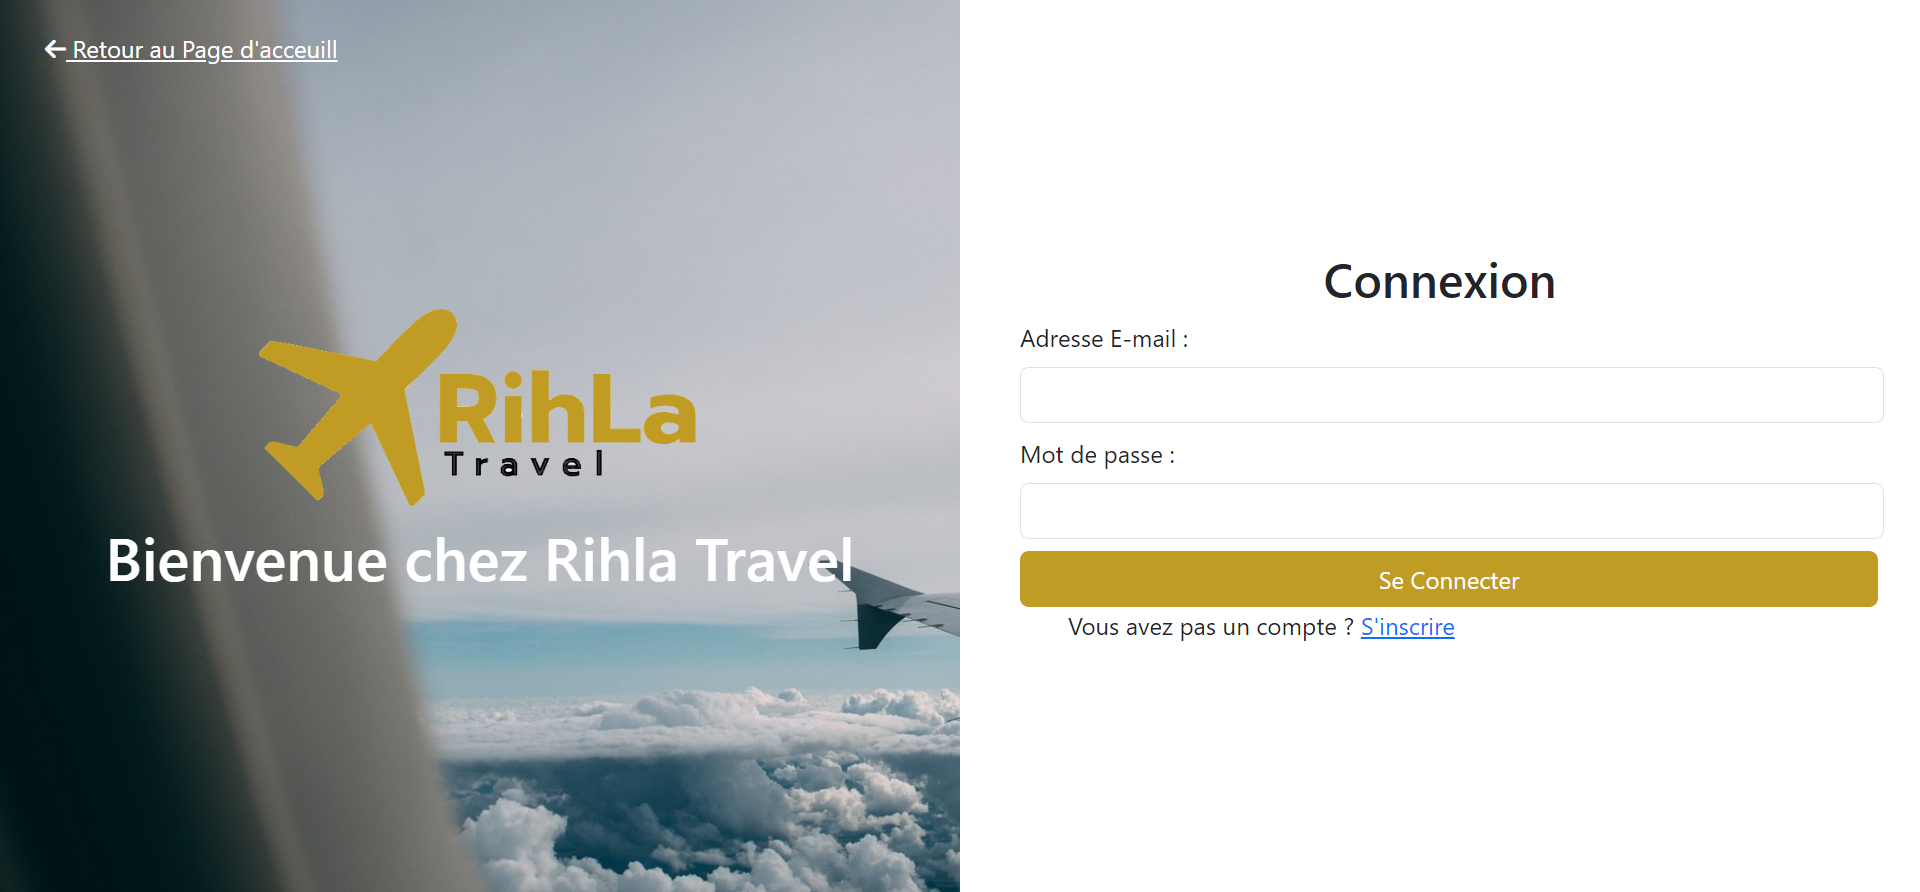 Retour au Page d'acceuill
RihLa
Travel
Bienvenue chez Rihla Travel
Connexion
Adresse E-mail :
Mot de passe :
Se Connecter
Vous avez pas un compte ? S'inscrire